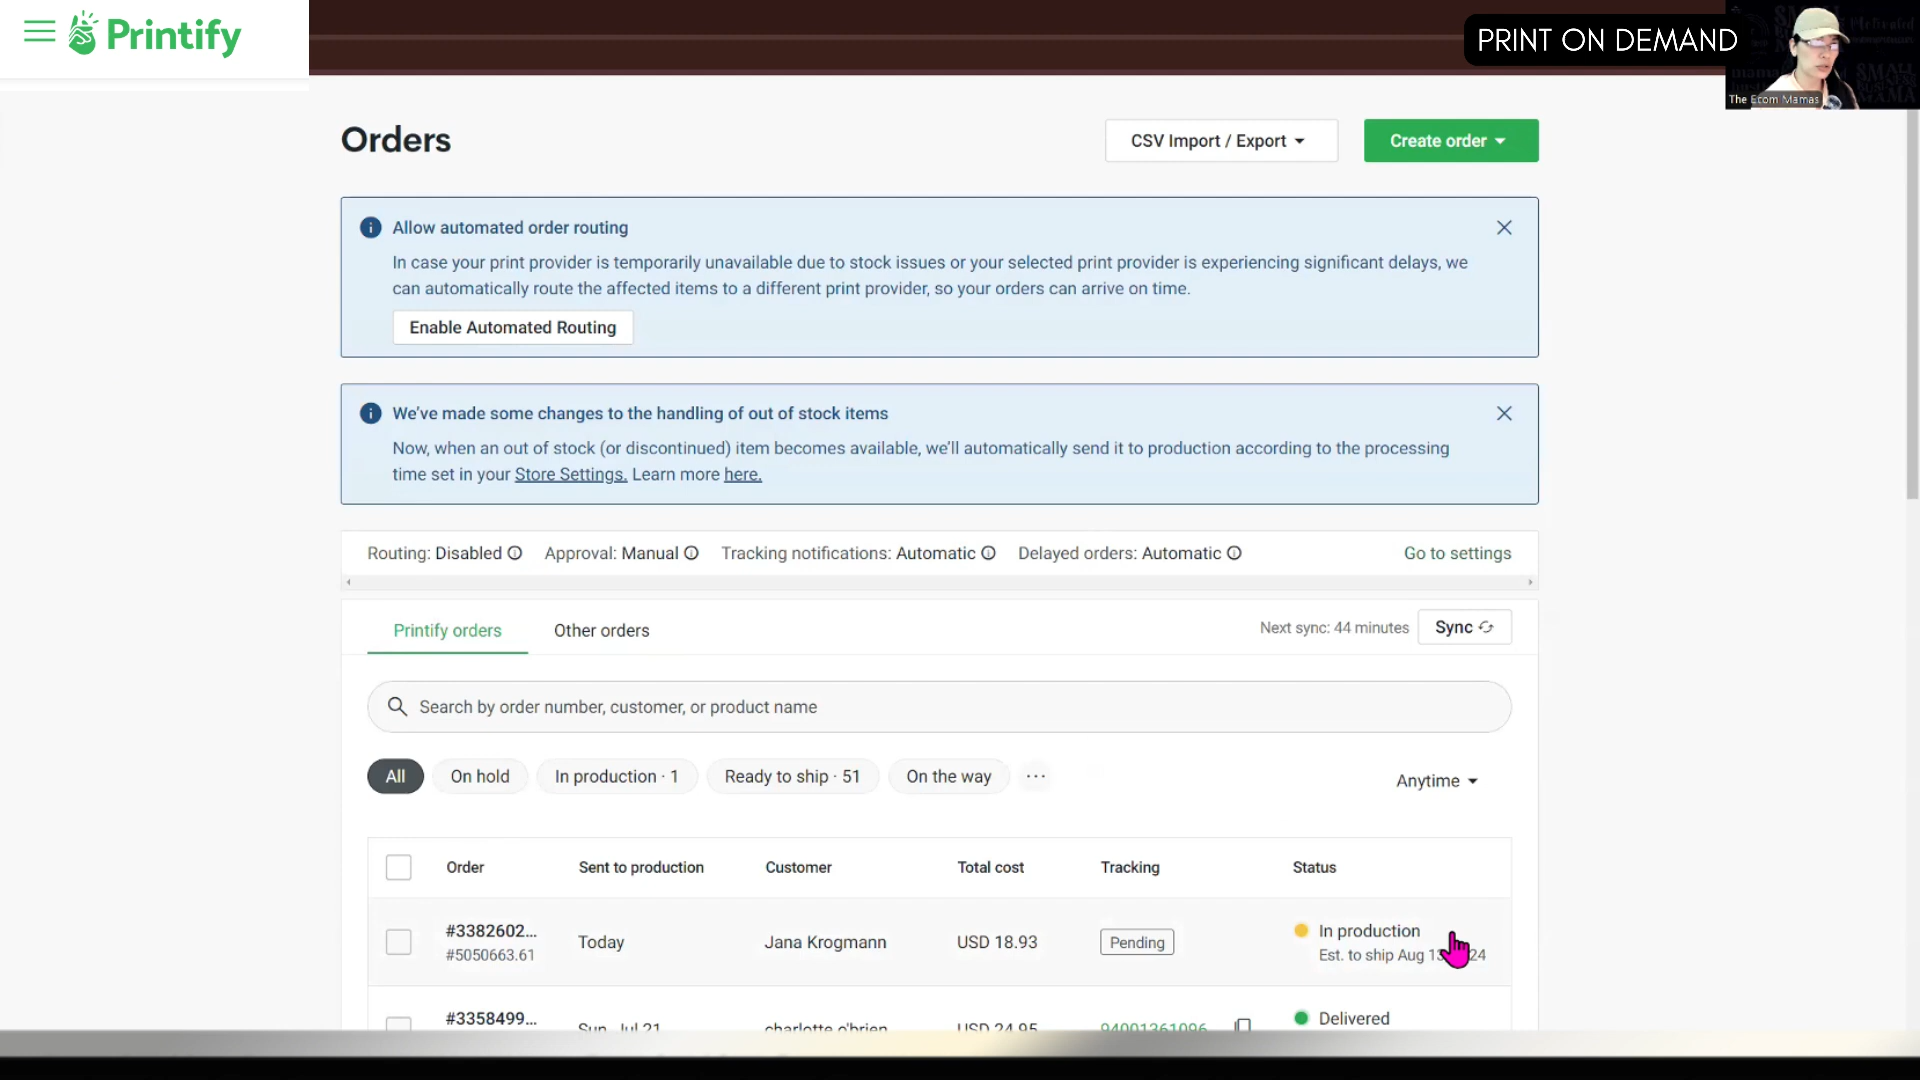 Printify
PRINT ON DEMAND
The Ecom Mamas
Orders
CSV Import / Export
Create order
Allow automated order routing
In case your print provider is temporarily unavailable due to stock issues or your selected print provider is experiencing significant delays, we
can automatically route the affected items to a different print provider, so your orders can arrive on time.
Enable Automated Routing
We've made some changes to the handling of out of stock items
Now, when an out of stock (or discontinued) item becomes available, we'll automatically send it to production according to the processing
time set in your Store Settings. Learn more here.
Routing: Disabled Approval: Manual Tracking notifications: Automatic Delayed orders: Automatic Go to settings
Printify orders Other orders Next sync: 44 minutes Sync
Search by order number, customer, or product name
All On hold In production · 1 Ready to ship · 51 On the way ··· Anytime
Order Sent to production Customer Total cost Tracking Status
#3382602... Today Jana Krogmann USD 18.93 Pending In production
#5050663.61 Est. to ship Aug
#3358499... Sun, Jul 21 charlotte o'brien USD 24.95 94001361096 Delivered